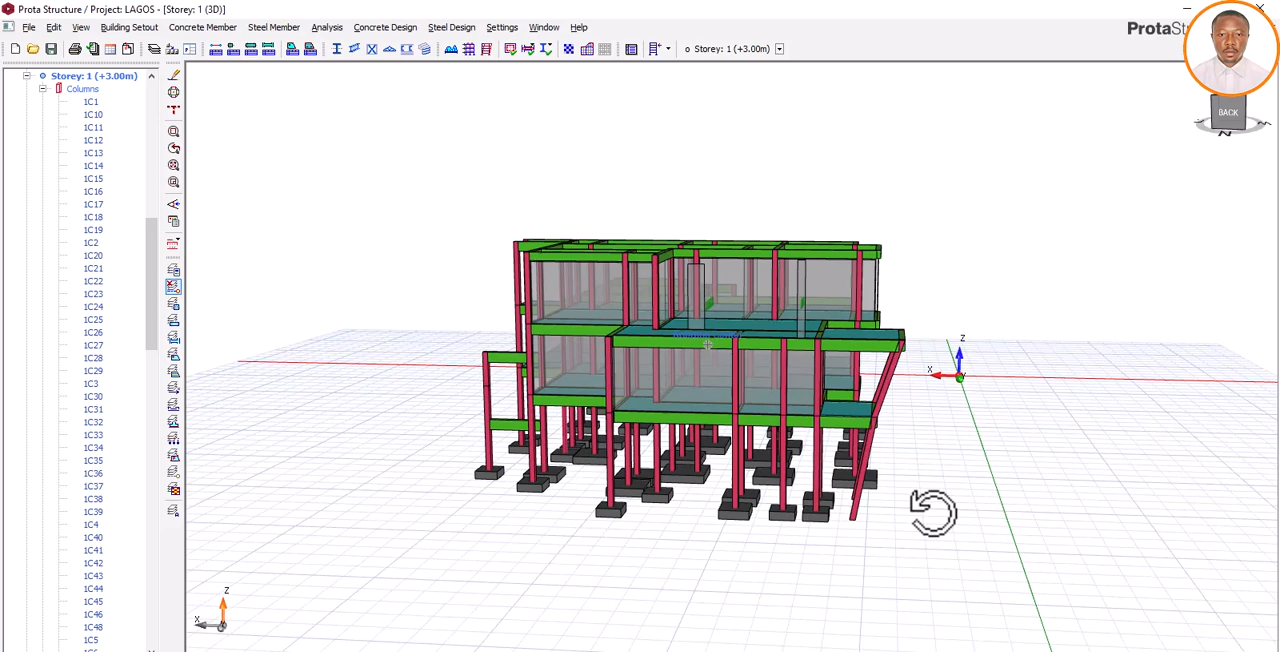 Prota Structure / Project: LAGOS - [Storey: 1 (3D)]
File Edit View Building Setout Concrete Member Steel Member Analysis Concrete Design Steel Design Settings Window Help
ProtaSt
Storey: 1 (+3.00m)
BACK
Storey: 1 (+3.00m)
Columns
1C1
1C10
1C11
1C12
1C13
1C14
1C15
1C16
1C17
1C18
1C19
1C2
1C20
1C21
1C22
1C23
1C24
1C25
1C26
1C27
1C28
1C29
1C3
1C30
1C31
1C32
1C33
1C34
1C35
1C36
1C37
1C38
1C39
1C4
1C40
1C41
1C42
1C43
1C44
1C45
1C46
1C48
1C5
Z
X
Z
X